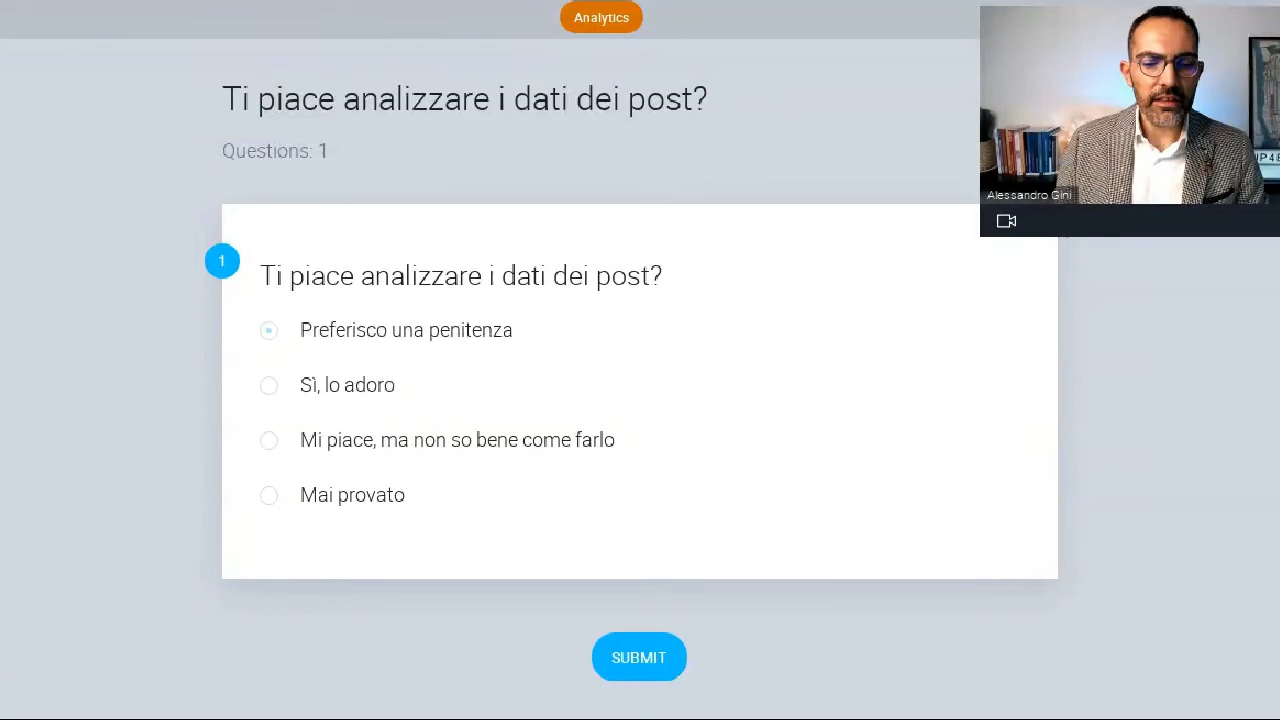 Analytics
Ti piace analizzare i dati dei post?
Questions: 1
Alessandro Gini
1
Ti piace analizzare i dati dei post?
Preferisco una penitenza
Sì, lo adoro
Mi piace, ma non so bene come farlo
Mai provato
SUBMIT